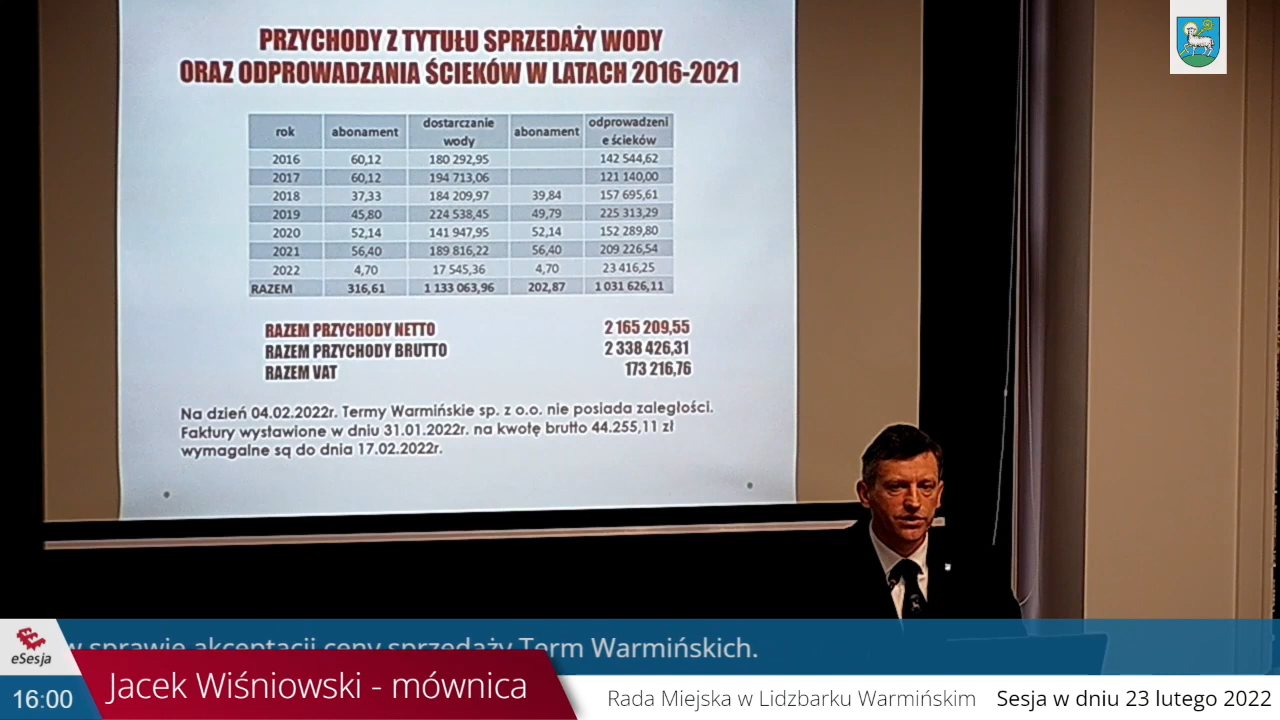 PRZYCHODY Z TYTUŁU SPRZEDAŻY WODY
ORAZ ODPROWADZANIA ŚCIEKÓW W LATACH 2016-2021
rok abonament dostarczanie wody abonament odprowadzeni e ścieków
2016 60,12 180 292,95 142 544,62
2017 60,12 194 713,06 121 140,00
2018 37,33 184 209,97 39,84 157 695,61
2019 45,80 224 538,45 49,79 225 313,29
2020 52,14 141 947,95 52,14 152 289,80
2021 56,40 189 816,22 56,40 209 226,54
2022 4,70 17 545,36 4,70 23 416,25
RAZEM 316,61 1 133 063,96 202,87 1 031 626,11
RAZEM PRZYCHODY NETTO 2 165 209,55
RAZEM PRZYCHODY BRUTTO 2 338 426,31
RAZEM VAT 173 216,76
Na dzień 04.02.2022r. Termy Warmińskie sp. z o.o. nie posiada zaległości.
Faktury wystawione w dniu 31.01.2022r. na kwotę brutto 44.255,11 zł
wymagalne są do dnia 17.02.2022r.
w sprawie akceptacji ceny sprzedaży Term Warmińskich.
eSesja
Jacek Wiśniowski - mównica
16:00
Rada Miejska w Lidzbarku Warmińskim Sesja w dniu 23 lutego 2022